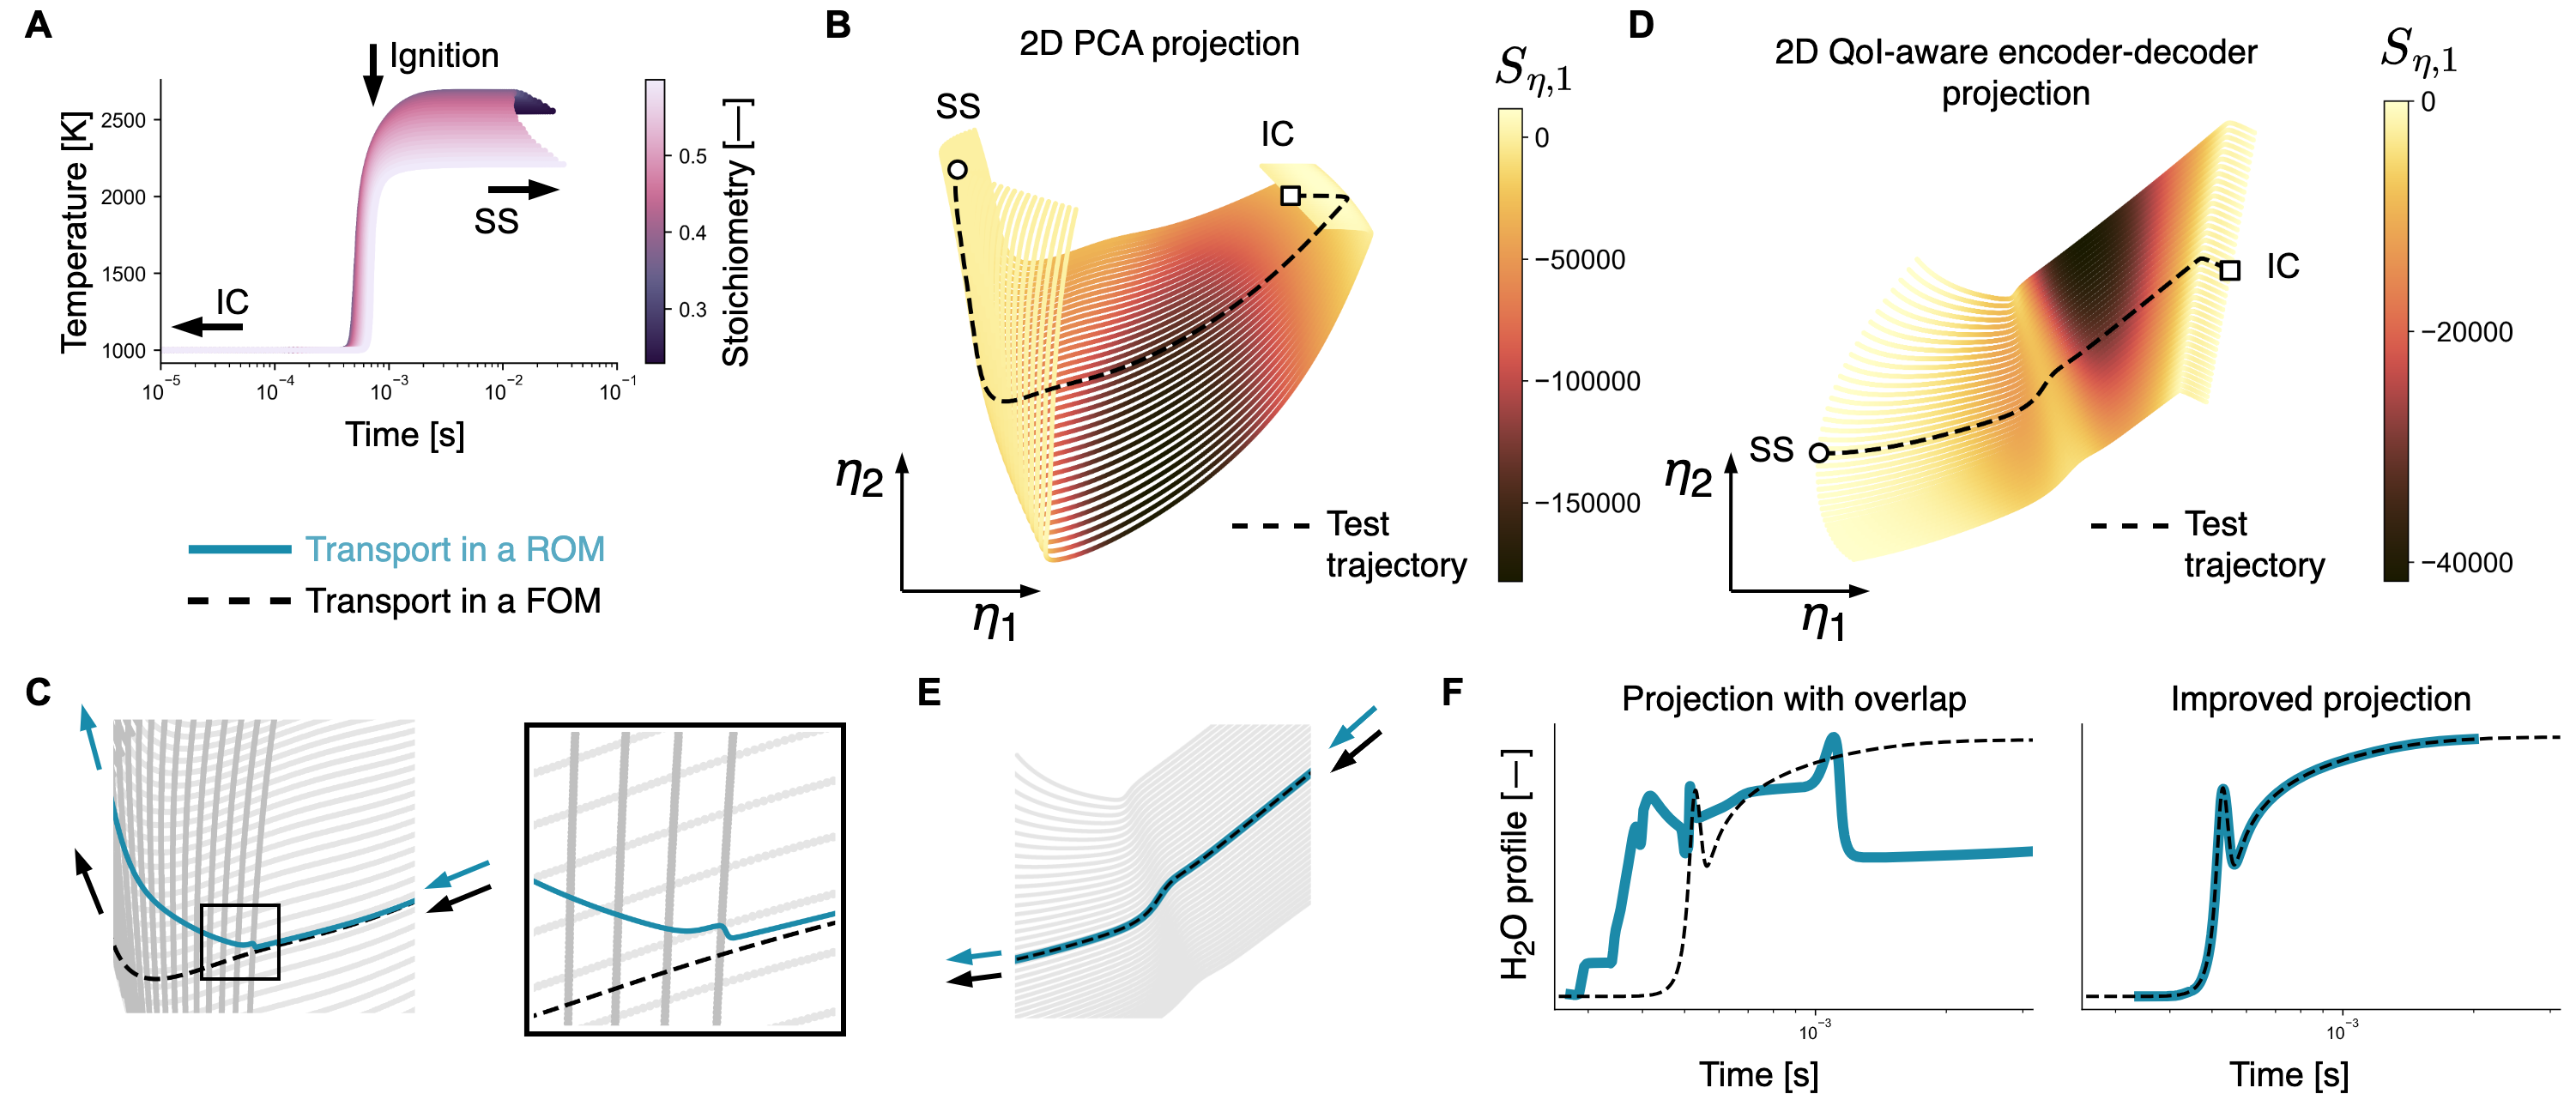 A
Ignition
Temperature [K]
2500
2000
1500
1000
IC
SS
10⁻⁵
10⁻⁴
10⁻³
10⁻²
10⁻¹
Time [s]
0.5
0.4
0.3
Stoichiometry [—]
Transport in a ROM
Transport in a FOM
B
2D PCA projection
SS
IC
η₂
η₁
Test
trajectory
S_{η,1}
0
−50000
−100000
−150000
D
2D QoI-aware encoder-decoder
projection
IC
SS
η₂
η₁
Test
trajectory
S_{η,1}
0
−20000
−40000
C
E
F
Projection with overlap
H₂O profile [—]
10⁻³
Time [s]
Improved projection
10⁻³
Time [s]